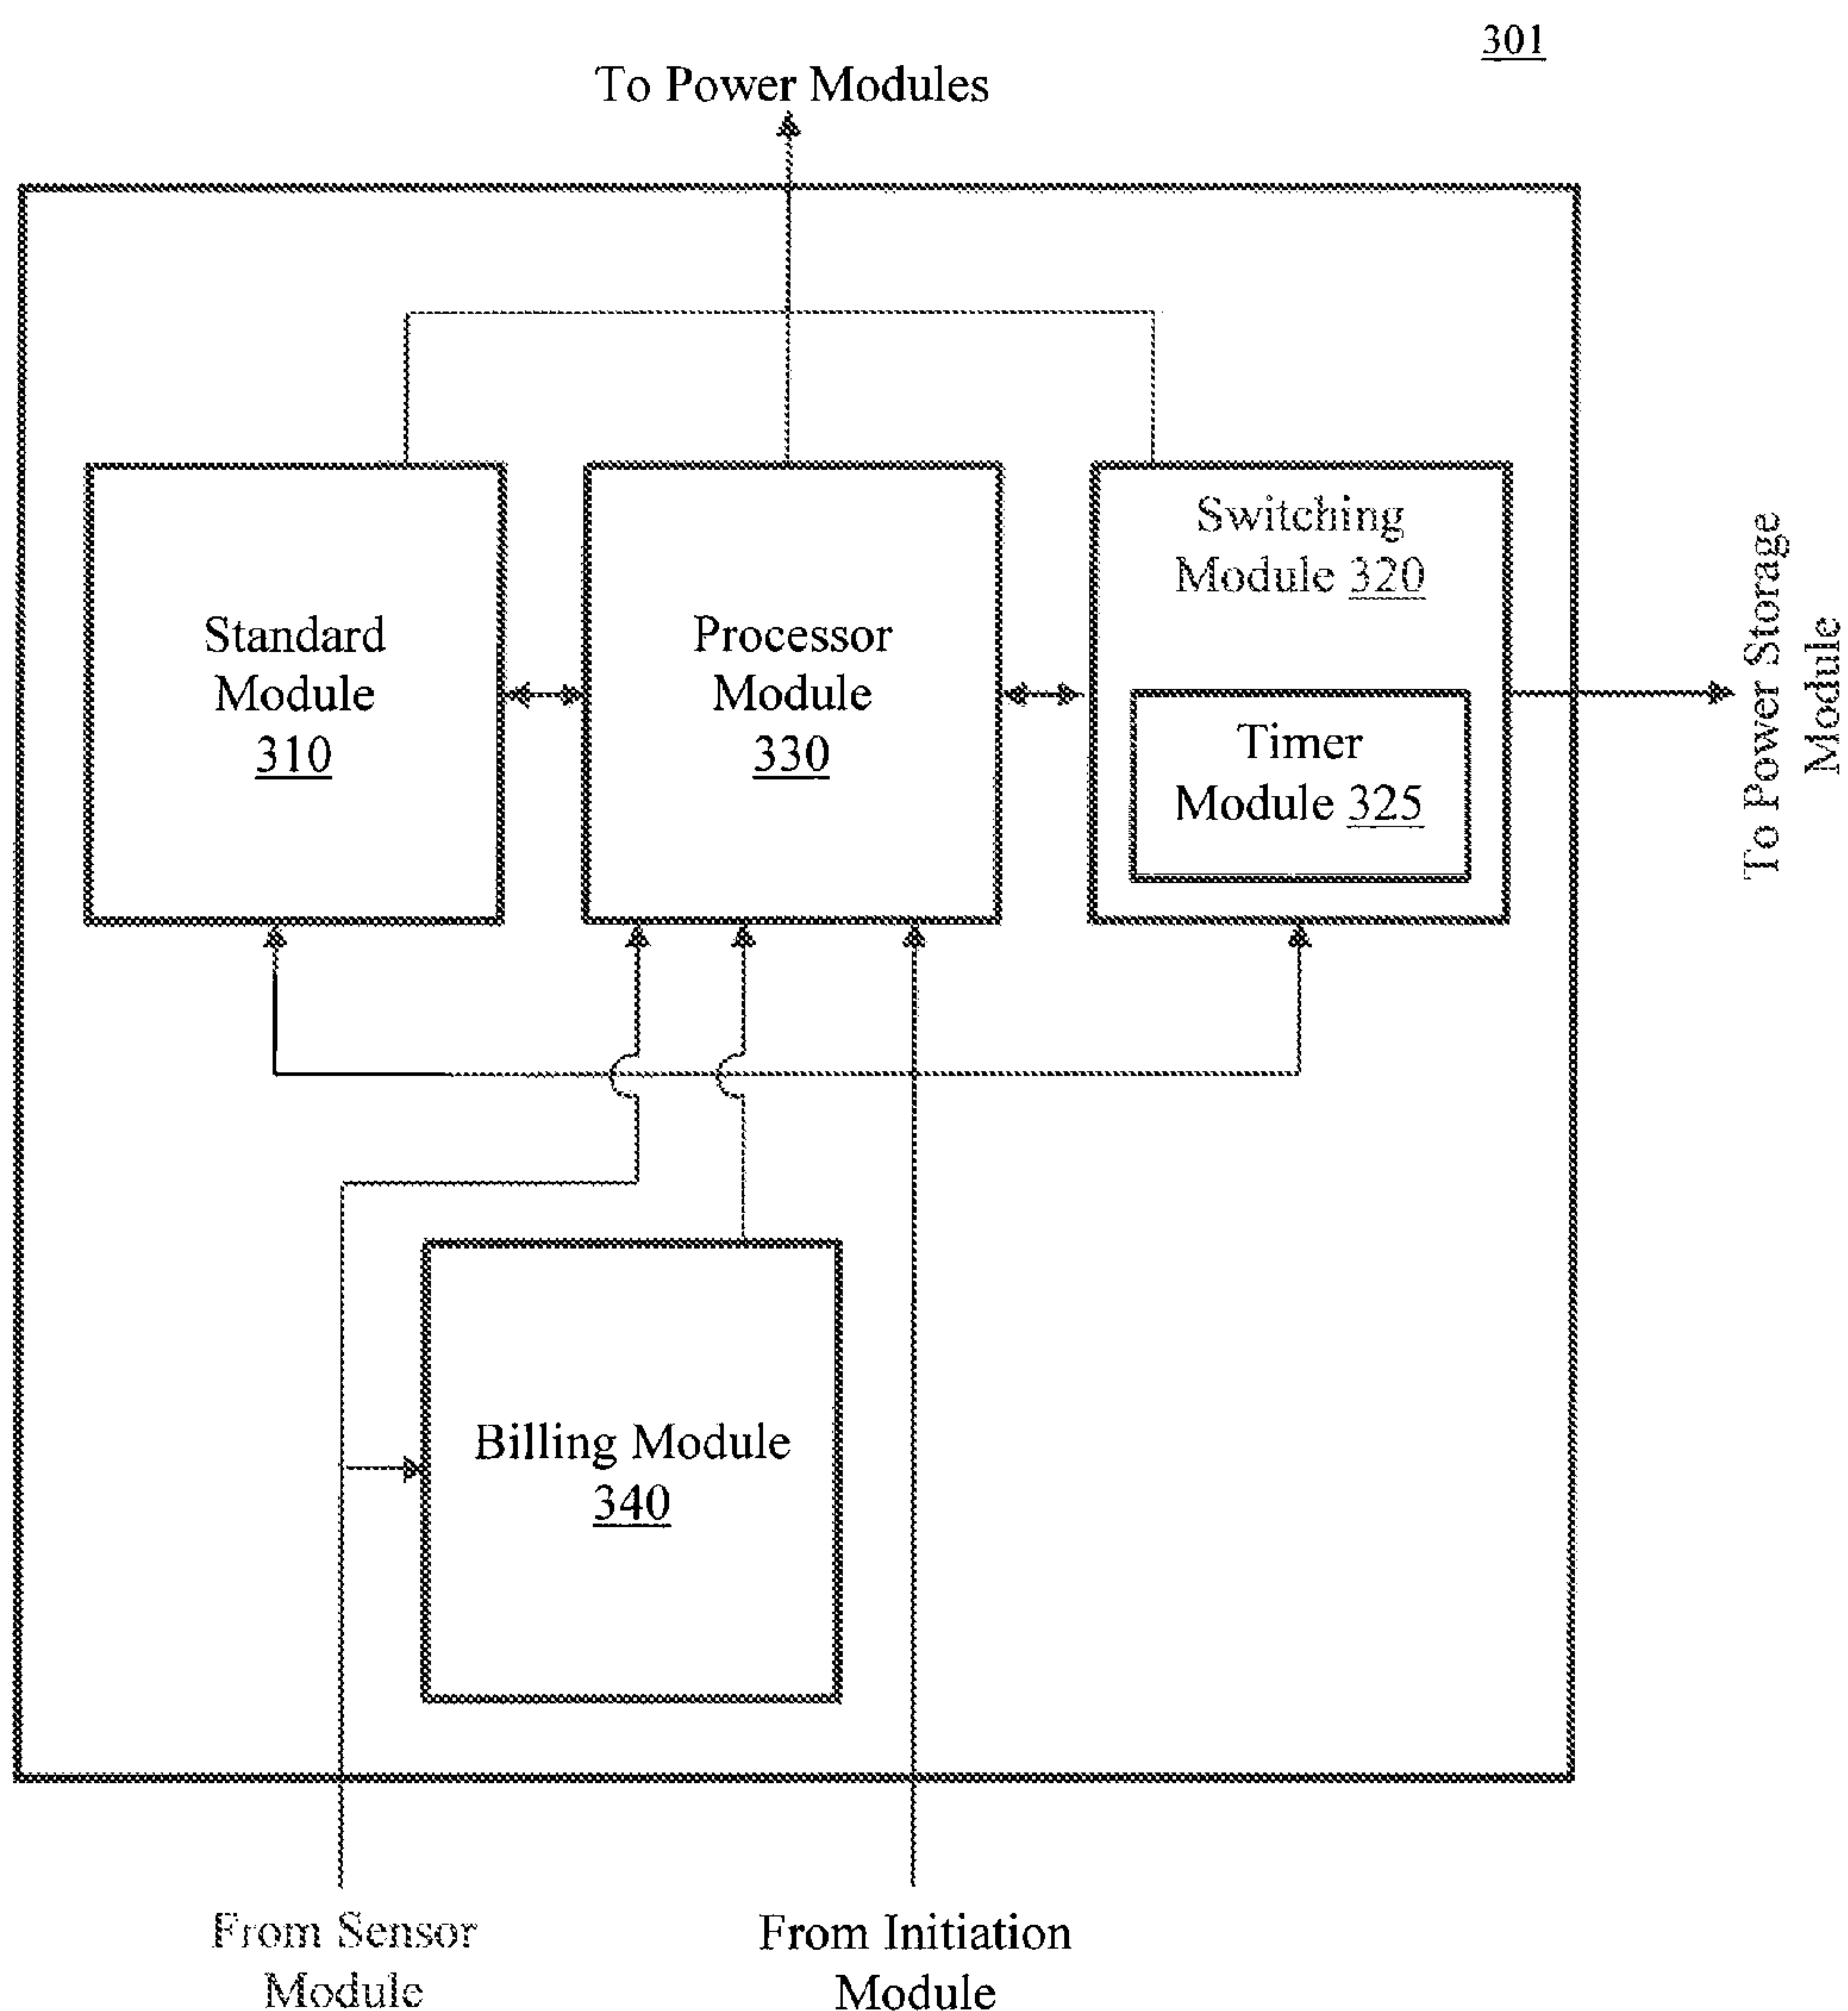 301
To Power Modules
Standard
Module
310
Processor
Module
330
Switching
Module 320
Timer
Module 325
To Power Storage
Module
Billing Module
340
From Sensor
Module
From Initiation
Module